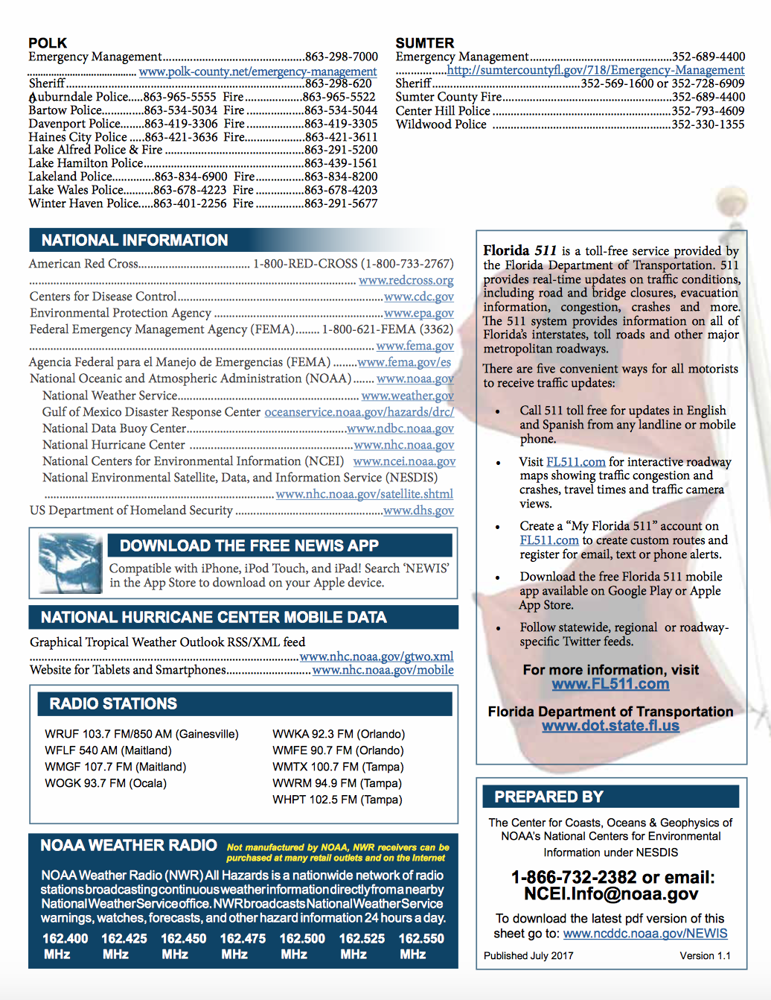 POLK
Emergency Management................................................863-298-7000
..........................................www.polk-county.net/emergency-management
Sheriff................................................................................863-298-620
0
Auburndale Police.....863-965-5555 Fire...................863-965-5522
Bartow Police..............863-534-5034 Fire...................863-534-5044
Davenport Police........863-419-3306 Fire...................863-419-3305
Haines City Police .....863-421-3636 Fire....................863-421-3611
Lake Alfred Police & Fire ...............................................863-291-5200
Lake Hamilton Police......................................................863-439-1561
Lakeland Police..............863-834-6900 Fire................863-834-8200
Lake Wales Police..........863-678-4223 Fire ................863-678-4203
Winter Haven Police.....863-401-2256 Fire ................863-291-5677
SUMTER
Emergency Management................................................352-689-4400
.................http://sumtercountyfl.gov/718/Emergency-Management
Sheriff..................................................352-569-1600 or 352-728-6909
Sumter County Fire.........................................................352-689-4400
Center Hill Police ............................................................352-793-4609
Wildwood Police ............................................................352-330-1355
NATIONAL INFORMATION
American Red Cross...................................... 1-800-RED-CROSS (1-800-733-2767)
.............................................................................................................. www.redcross.org
Centers for Disease Control.....................................................................www.cdc.gov
Environmental Protection Agency .........................................................www.epa.gov
Federal Emergency Management Agency (FEMA)........ 1-800-621-FEMA (3362)
.................................................................................................................... www.fema.gov
Agencia Federal para el Manejo de Emergencias (FEMA) ........www.fema.gov/es
National Oceanic and Atmospheric Administration (NOAA)....... www.noaa.gov
National Weather Service............................................................. www.weather.gov
Gulf of Mexico Disaster Response Center oceanservice.noaa.gov/hazards/drc/
National Data Buoy Center......................................................www.ndbc.noaa.gov
National Hurricane Center .......................................................www.nhc.noaa.gov
National Centers for Environmental Information (NCEI) www.ncei.noaa.gov
National Environmental Satellite, Data, and Information Service (NESDIS)
............................................................................. www.nhc.noaa.gov/satellite.shtml
US Department of Homeland Security ..................................................www.dhs.gov
DOWNLOAD THE FREE NEWIS APP
Compatible with iPhone, iPod Touch, and iPad! Search ‘NEWIS’
in the App Store to download on your Apple device.
NATIONAL HURRICANE CENTER MOBILE DATA
Graphical Tropical Weather Outlook RSS/XML feed
...........................................................................................www.nhc.noaa.gov/gtwo.xml
Website for Tablets and Smartphones............................www.nhc.noaa.gov/mobile
RADIO STATIONS
WRUF 103.7 FM/850 AM (Gainesville)
WFLF 540 AM (Maitland)
WMGF 107.7 FM (Maitland)
WOGK 93.7 FM (Ocala)
WWKA 92.3 FM (Orlando)
WMFE 90.7 FM (Orlando)
WMTX 100.7 FM (Tampa)
WWRM 94.9 FM (Tampa)
WHPT 102.5 FM (Tampa)
NOAA WEATHER RADIO Not manufactured by NOAA, NWR receivers can be
purchased at many retail outlets and on the Internet
NOAA Weather Radio (NWR) All Hazards is a nationwide network of radio
stations broadcasting continuous weather information directly from a nearby
National Weather Service office. NWR broadcasts National Weather Service
warnings, watches, forecasts, and other hazard information 24 hours a day.
162.400 162.425 162.450 162.475 162.500 162.525 162.550
MHz MHz MHz MHz MHz MHz MHz
Florida 511 is a toll-free service provided by
the Florida Department of Transportation. 511
provides real-time updates on traffic conditions,
including road and bridge closures, evacuation
information, congestion, crashes and more.
The 511 system provides information on all of
Florida’s interstates, toll roads and other major
metropolitan roadways.
There are five convenient ways for all motorists
to receive traffic updates:
• Call 511 toll free for updates in English
and Spanish from any landline or mobile
phone.
• Visit FL511.com for interactive roadway
maps showing traffic congestion and
crashes, travel times and traffic camera
views.
• Create a “My Florida 511” account on
FL511.com to create custom routes and
register for email, text or phone alerts.
• Download the free Florida 511 mobile
app available on Google Play or Apple
App Store.
• Follow statewide, regional or roadway-
specific Twitter feeds.
For more information, visit
www.FL511.com
Florida Department of Transportation
www.dot.state.fl.us
PREPARED BY
The Center for Coasts, Oceans & Geophysics of
NOAA’s National Centers for Environmental
Information under NESDIS
1-866-732-2382 or email:
NCEI.Info@noaa.gov
To download the latest pdf version of this
sheet go to: www.ncddc.noaa.gov/NEWIS
Published July 2017 Version 1.1